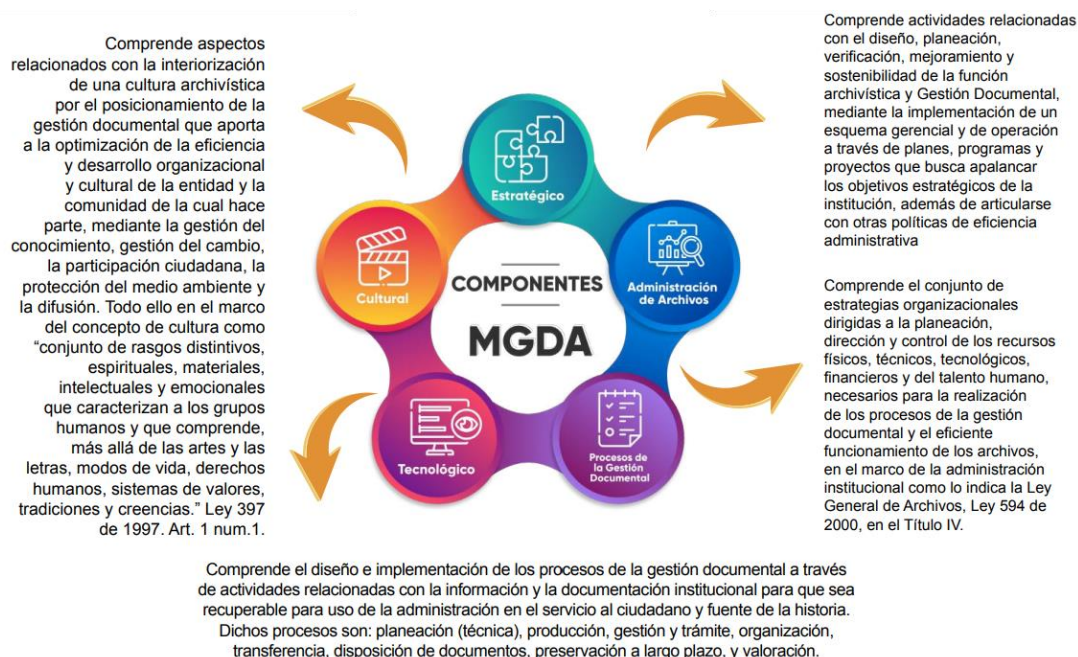 Comprende aspectos
relacionados con la interiorización
de una cultura archivística
por el posicionamiento de la
gestión documental que aporta
a la optimización de la eficiencia
y desarrollo organizacional
y cultural de la entidad y la
comunidad de la cual hace
parte, mediante la gestión del
conocimiento, gestión del cambio,
la participación ciudadana, la
protección del medio ambiente y
la difusión. Todo ello en el marco
del concepto de cultura como
“conjunto de rasgos distintivos,
espirituales, materiales,
intelectuales y emocionales
que caracterizan a los grupos
humanos y que comprende,
más allá de las artes y las
letras, modos de vida, derechos
humanos, sistemas de valores,
tradiciones y creencias.” Ley 397
de 1997. Art. 1 num.1.
Estratégico
Cultural
COMPONENTES
MGDA
Administración
de Archivos
Tecnológico
Procesos de
la Gestión
Documental
Comprende actividades relacionadas
con el diseño, planeación,
verificación, mejoramiento y
sostenibilidad de la función
archivística y Gestión Documental,
mediante la implementación de un
esquema gerencial y de operación
a través de planes, programas y
proyectos que busca apalancar
los objetivos estratégicos de la
institución, además de articularse
con otras políticas de eficiencia
administrativa
Comprende el conjunto de
estrategias organizacionales
dirigidas a la planeación,
dirección y control de los recursos
físicos, técnicos, tecnológicos,
financieros y del talento humano,
necesarios para la realización
de los procesos de la gestión
documental y el eficiente
funcionamiento de los archivos,
en el marco de la administración
institucional como lo indica la Ley
General de Archivos, Ley 594 de
2000, en el Título IV.
Comprende el diseño e implementación de los procesos de la gestión documental a través
de actividades relacionadas con la información y la documentación institucional para que sea
recuperable para uso de la administración en el servicio al ciudadano y fuente de la historia.
Dichos procesos son: planeación (técnica), producción, gestión y trámite, organización,
transferencia, disposición de documentos, preservación a largo plazo, y valoración.